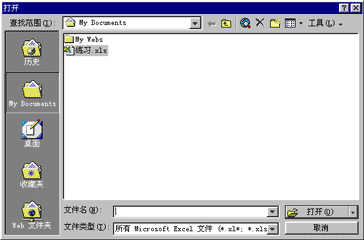 打开
查找范围(I):
My Documents
工具(L)
My Webs
练习.xls
历史
My Documents
桌面
收藏夹
Web 文件夹
文件名(N):
打开(O)
文件类型(T):
所有 Microsoft Excel 文件 (*.xl*; *.xls
取消